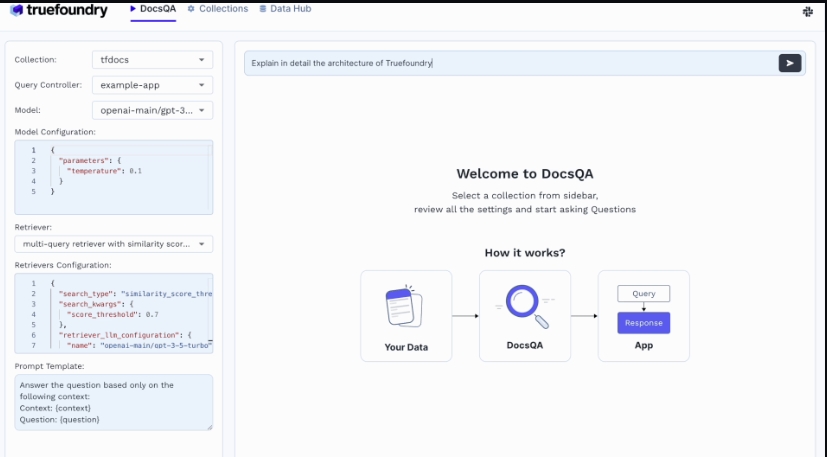 truefoundry
DocsQA
Collections
Data Hub
Collection:
tfdocs
Query Controller:
example-app
Model:
openai-main/gpt-3...
Model Configuration:
1 {
2 "parameters": {
3 "temperature": 0.1
4 }
5 }
Retriever:
multi-query retriever with similarity scor...
Retrievers Configuration:
1 {
2 "search_type": "similarity_score_thre
3 "search_kwargs": {
4 "score_threshold": 0.7
5 },
6 "retriever_llm_configuration": {
7 "name": "openai-main/gpt-3-5-turbo"
Prompt Template:
Answer the question based only on the
following context:
Context: {context}
Question: {question}
Explain in detail the architecture of Truefoundry
Welcome to DocsQA
Select a collection from sidebar,
review all the settings and start asking Questions
How it works?
Your Data
DocsQA
Query
Response
App